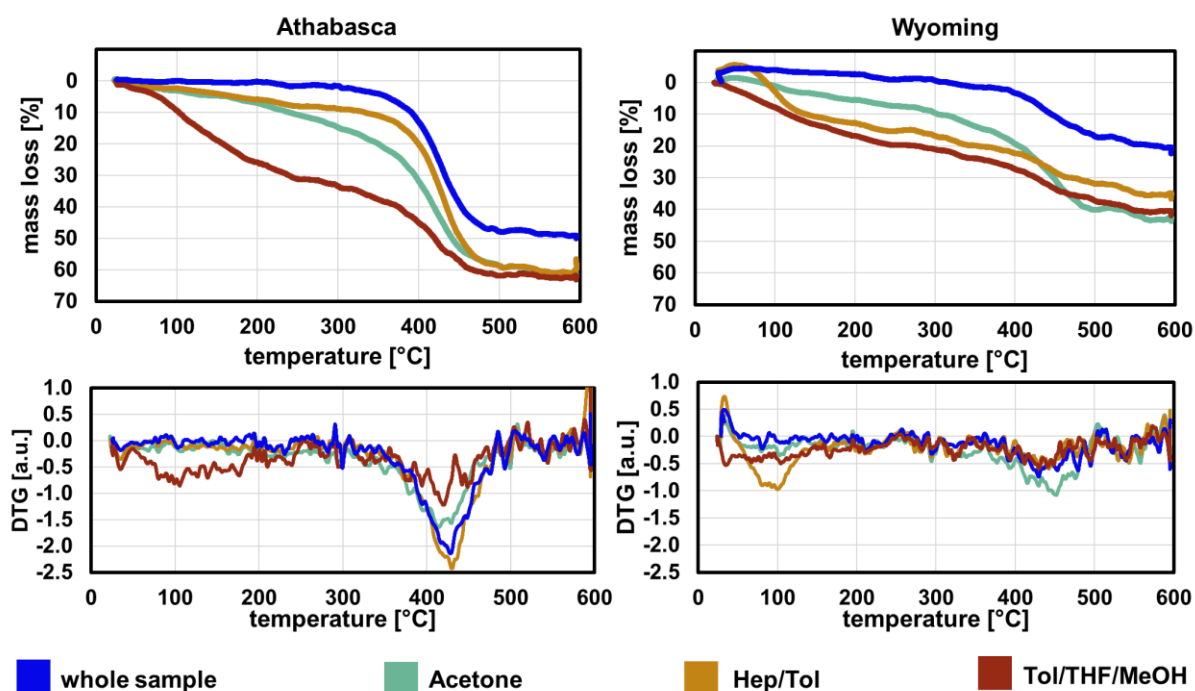 Athabasca
Wyoming
mass loss [%]
0
10
20
30
40
50
60
70
0 100 200 300 400 500 600
temperature [°C]
mass loss [%]
0
10
20
30
40
50
60
70
0 100 200 300 400 500 600
temperature [°C]
DTG [a.u.]
1.0
0.5
0.0
-0.5
-1.0
-1.5
-2.0
-2.5
0 100 200 300 400 500 600
temperature [°C]
DTG [a.u.]
1.0
0.5
0.0
-0.5
-1.0
-1.5
-2.0
-2.5
0 100 200 300 400 500 600
temperature [°C]
whole sample
Acetone
Hep/Tol
Tol/THF/MeOH